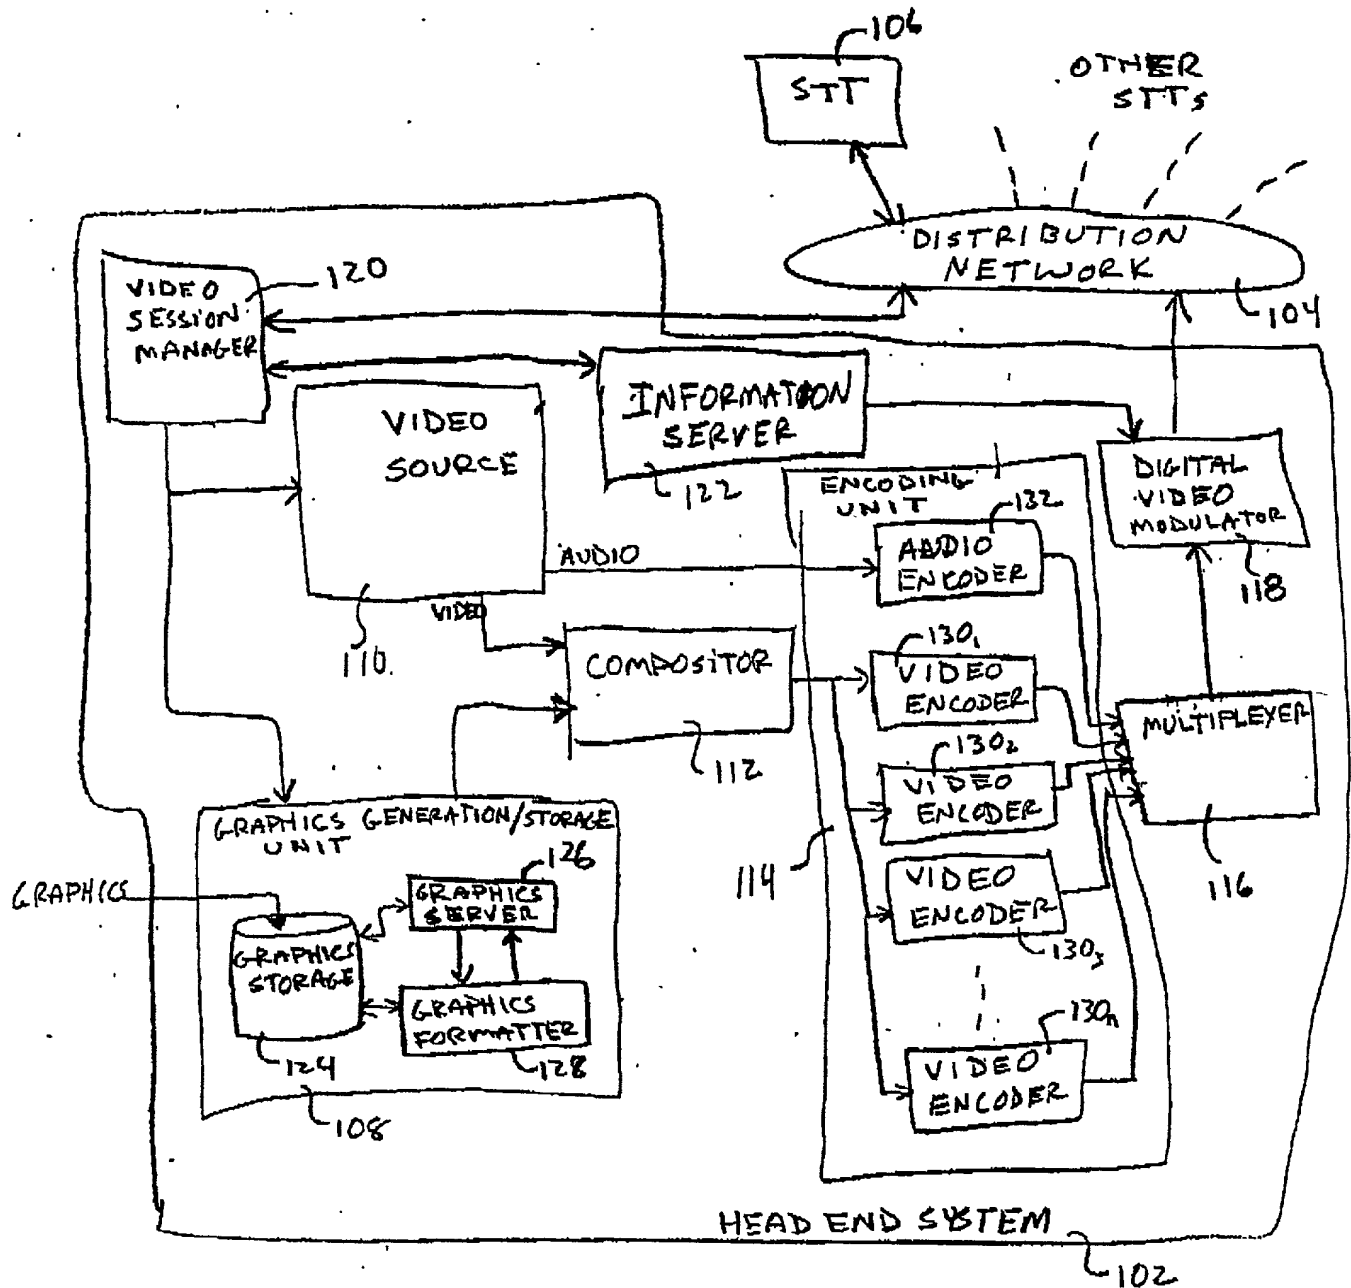 106
STT
OTHER
STTs
DISTRIBUTION
NETWORK
104
120
VIDEO
SESSION
MANAGER
INFORMATION
SERVER
122
VIDEO
SOURCE
110
AUDIO
VIDEO
ENCODING
UNIT
132
AUDIO
ENCODER
DIGITAL
VIDEO
MODULATOR
118
COMPOSITOR
112
130₁
VIDEO
ENCODER
130₂
VIDEO
ENCODER
114
VIDEO
ENCODER
130₃
130n
VIDEO
ENCODER
MULTIPLEXER
116
GRAPHICS GENERATION/STORAGE
UNIT
GRAPHICS
126
GRAPHICS
SERVER
GRAPHICS
STORAGE
124
GRAPHICS
FORMATTER
128
108
HEAD END SYSTEM
102